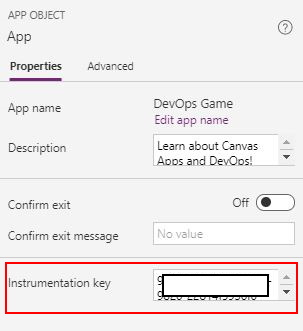 APP OBJECT
App
Properties Advanced
App name DevOps Game
Edit app name
Description Learn about Canvas
Apps and DevOps!
Confirm exit Off
Confirm exit message No value
Instrumentation key